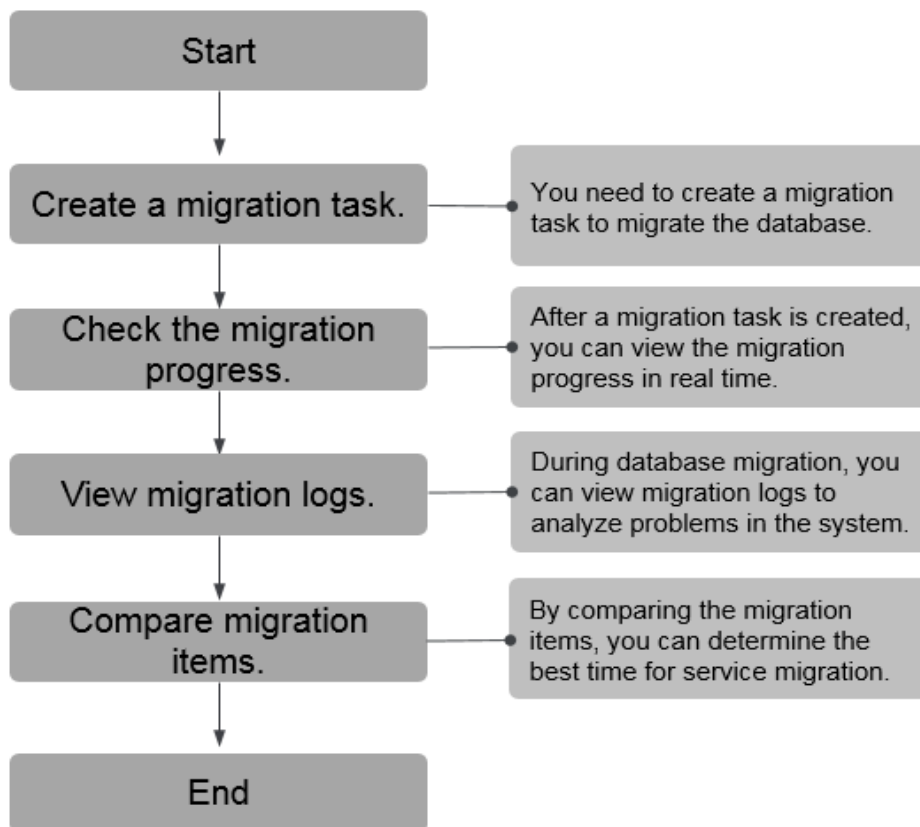 Start
Create a migration task.
You need to create a migration
task to migrate the database.
Check the migration
progress.
After a migration task is created,
you can view the migration
progress in real time.
View migration logs.
During database migration, you
can view migration logs to
analyze problems in the system.
Compare migration
items.
By comparing the migration
items, you can determine the
best time for service migration.
End